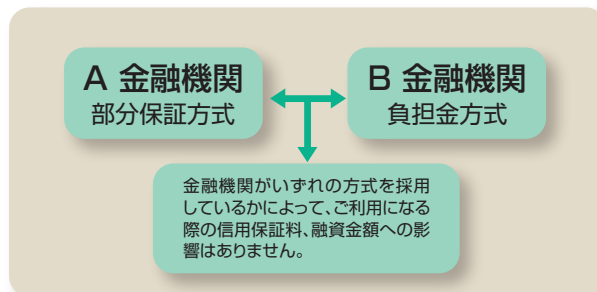 A 金融機関
部分保証方式
B 金融機関
負担金方式
金融機関がいずれの方式を採用
しているかによって、ご利用になる
際の信用保証料、融資金額への影
響はありません。